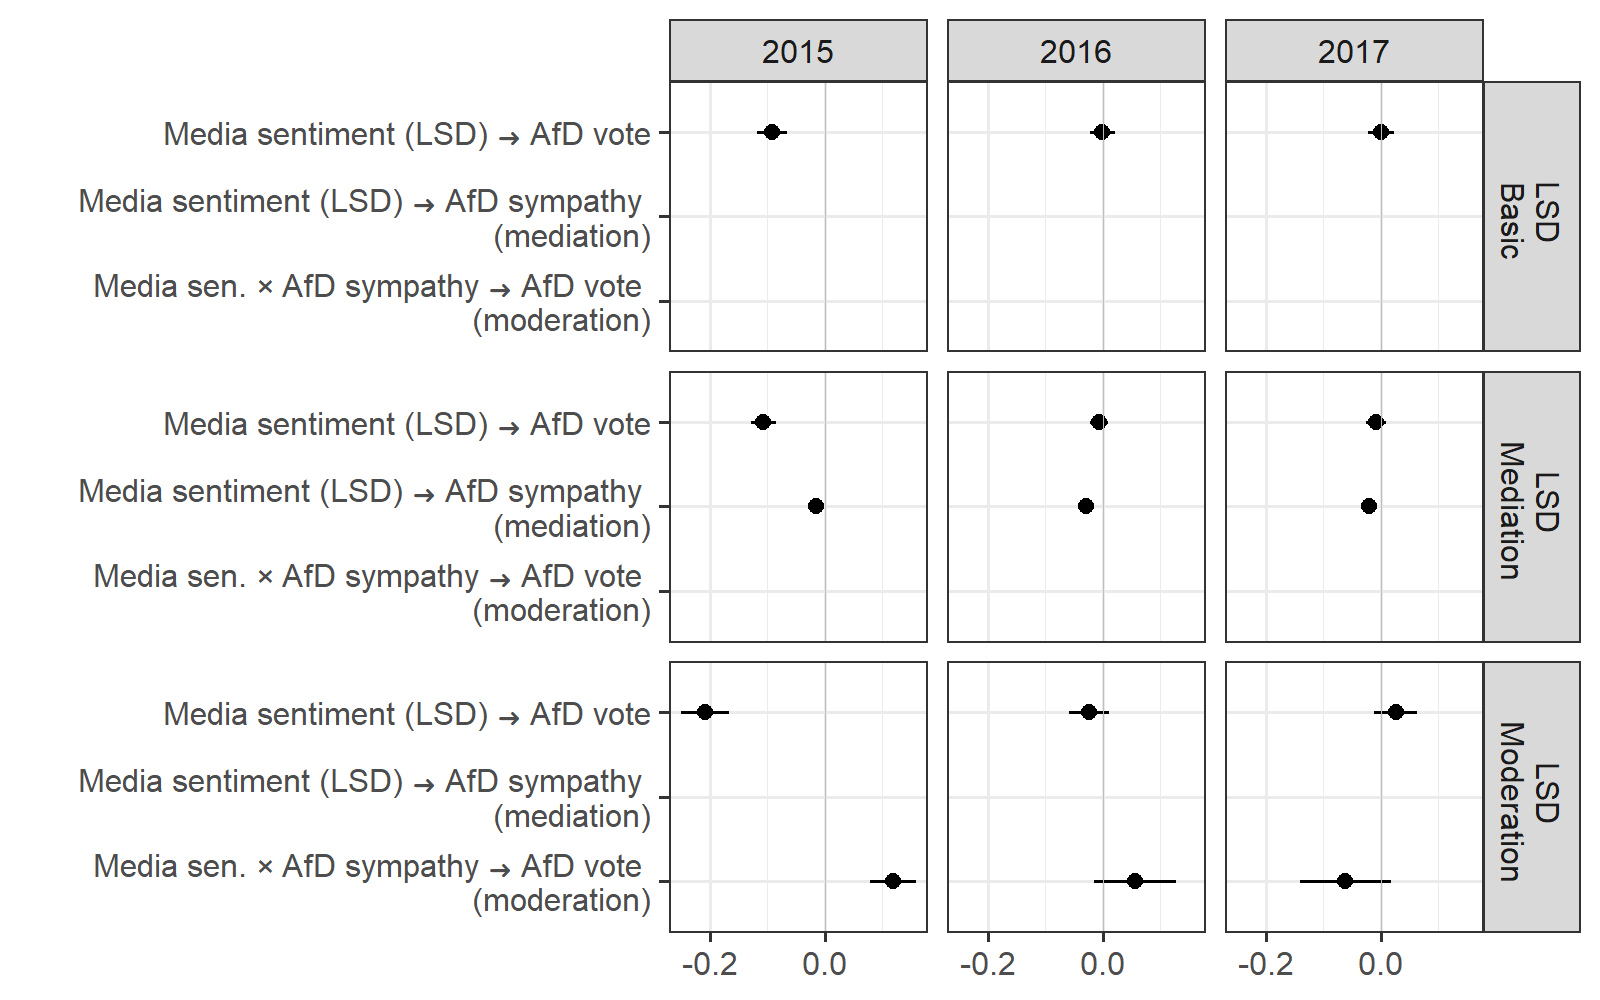 2015
2016
2017
Media sentiment (LSD) → AfD vote
Media sentiment (LSD) → AfD sympathy
(mediation)
Media sen. × AfD sympathy → AfD vote
(moderation)
LSD
Basic
Media sentiment (LSD) → AfD vote
Media sentiment (LSD) → AfD sympathy
(mediation)
Media sen. × AfD sympathy → AfD vote
(moderation)
LSD
Mediation
Media sentiment (LSD) → AfD vote
Media sentiment (LSD) → AfD sympathy
(mediation)
Media sen. × AfD sympathy → AfD vote
(moderation)
LSD
Moderation
-0.2 0.0
-0.2 0.0
-0.2 0.0